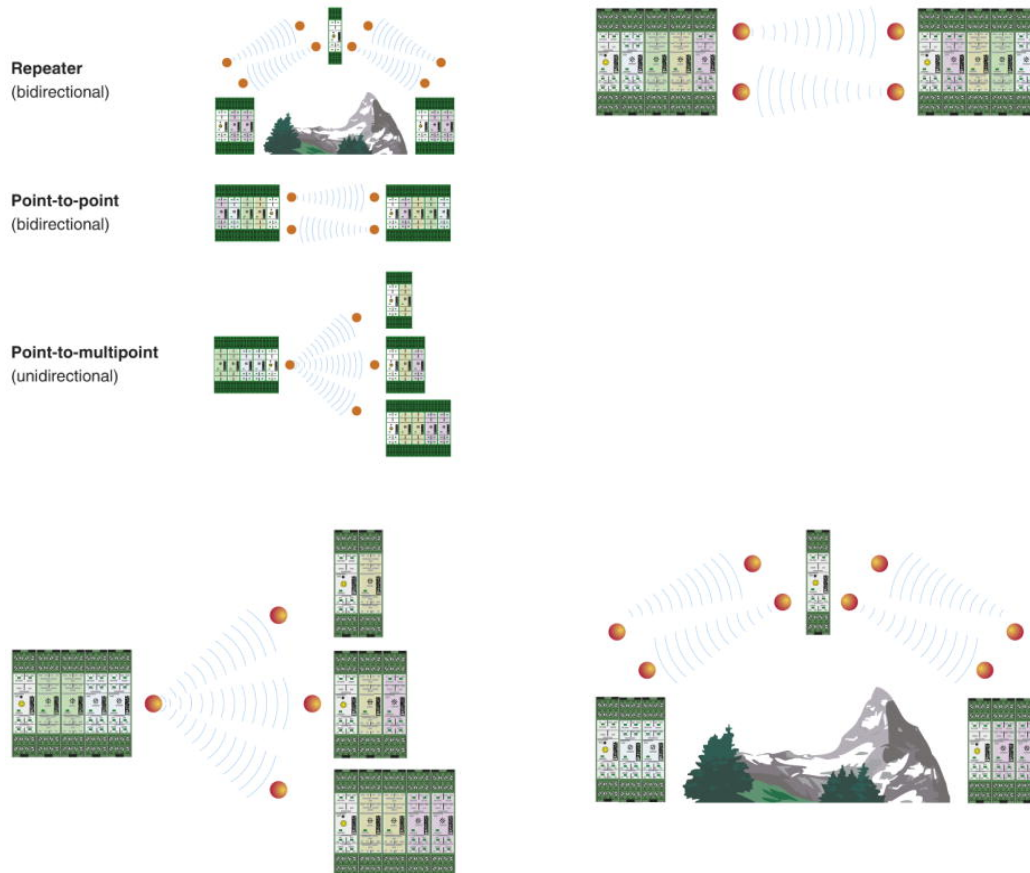 Repeater
(bidirectional)
Point-to-point
(bidirectional)
Point-to-multipoint
(unidirectional)